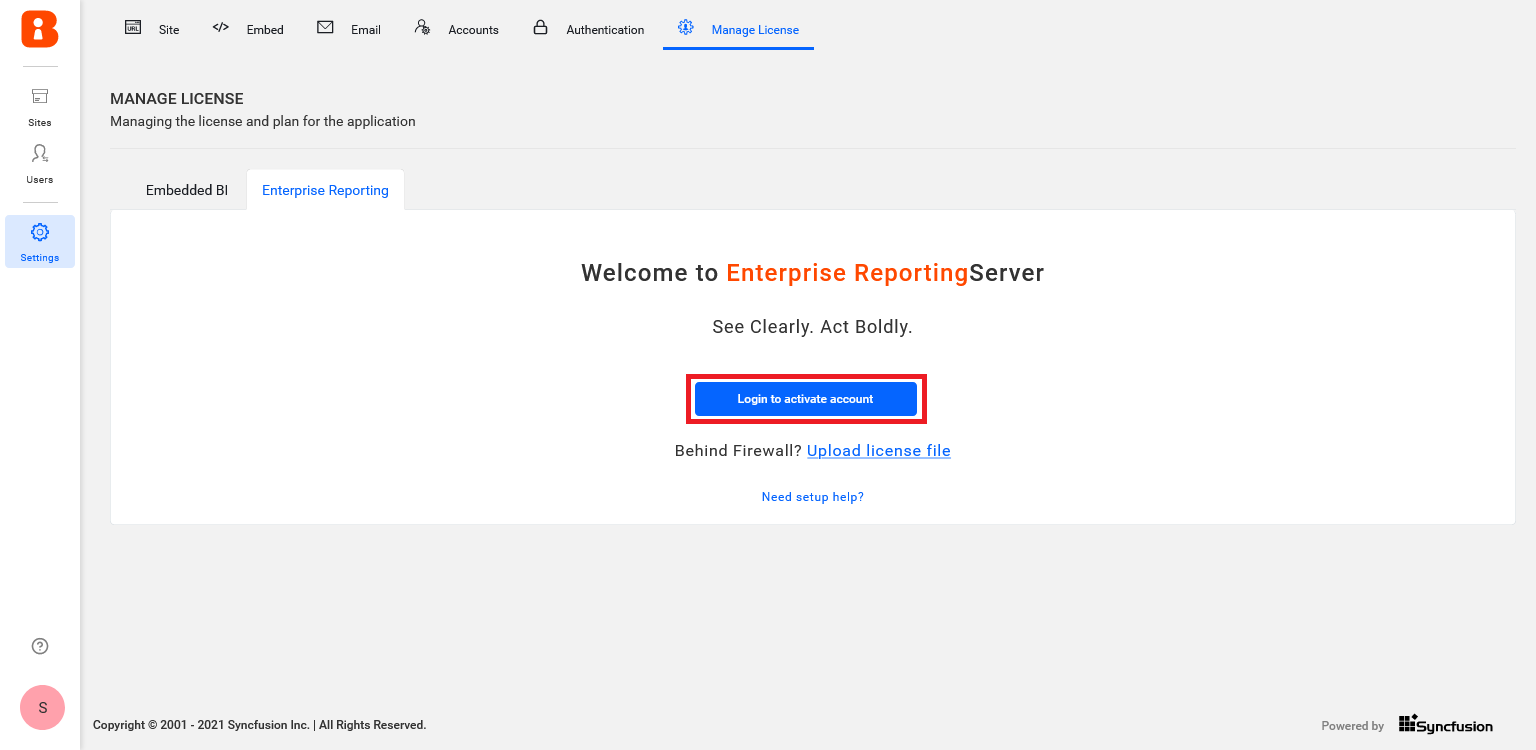 URL Site </> Embed Email Accounts Authentication Manage License
Sites
Users
Settings
MANAGE LICENSE
Managing the license and plan for the application
Embedded BI Enterprise Reporting
Welcome to Enterprise ReportingServer
See Clearly. Act Boldly.
Login to activate account
Behind Firewall? Upload license file
Need setup help?
?
S
Copyright © 2001 - 2021 Syncfusion Inc. | All Rights Reserved.
Powered by Syncfusion